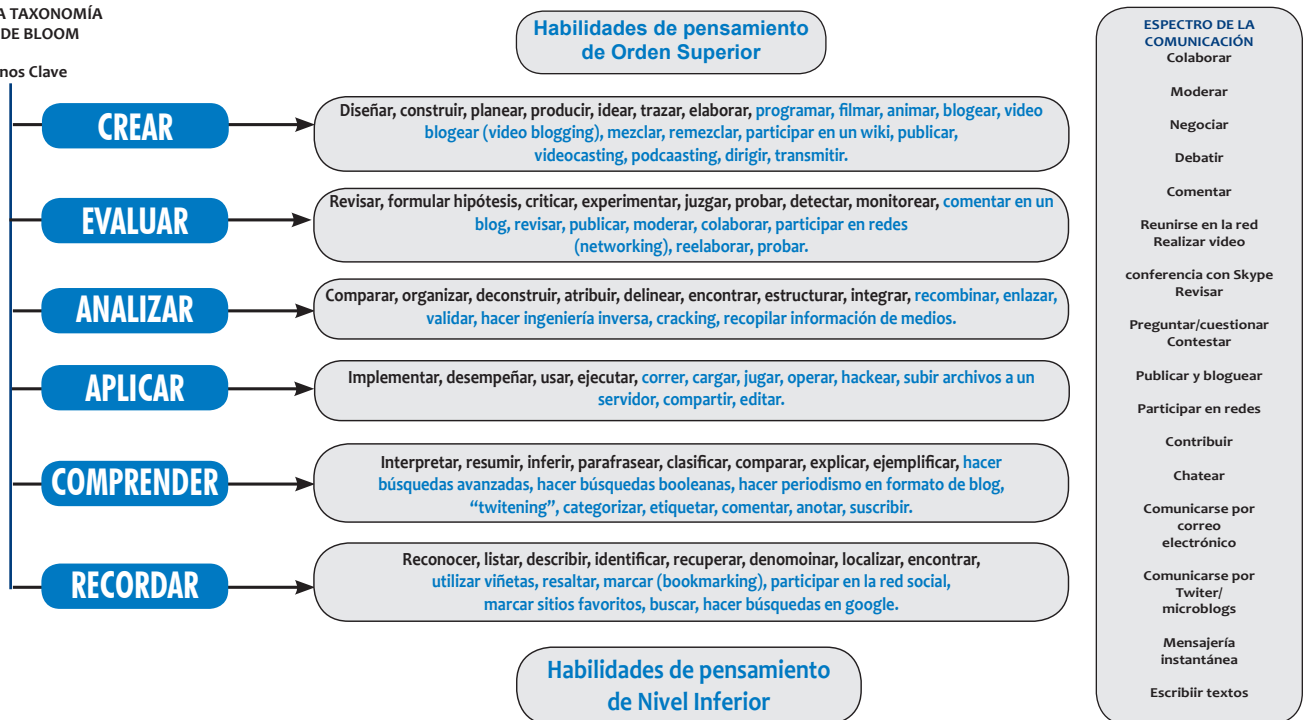 A TAXONOMÍA
DE BLOOM
nos Clave
Habilidades de pensamiento
de Orden Superior
CREAR
Diseñar, construir, planear, producir, idear, trazar, elaborar, programar, filmar, animar, blogear, video
blogear (video blogging), mezclar, remezclar, participar en un wiki, publicar,
videocasting, podcaasting, dirigir, transmitir.
EVALUAR
Revisar, formular hipótesis, criticar, experimentar, juzgar, probar, detectar, monitorear, comentar en un
blog, revisar, publicar, moderar, colaborar, participar en redes
(networking), reelaborar, probar.
ANALIZAR
Comparar, organizar, deconstruir, atribuir, delinear, encontrar, estructurar, integrar, recombinar, enlazar,
validar, hacer ingeniería inversa, cracking, recopilar información de medios.
APLICAR
Implementar, desempeñar, usar, ejecutar, correr, cargar, jugar, operar, hackear, subir archivos a un
servidor, compartir, editar.
COMPRENDER
Interpretar, resumir, inferir, parafrasear, clasificar, comparar, explicar, ejemplificar, hacer
búsquedas avanzadas, hacer búsquedas booleanas, hacer periodismo en formato de blog,
“twitening”, categorizar, etiquetar, comentar, anotar, suscribir.
RECORDAR
Reconocer, listar, describir, identificar, recuperar, denomoinar, localizar, encontrar,
utilizar viñetas, resaltar, marcar (bookmarking), participar en la red social,
marcar sitios favoritos, buscar, hacer búsquedas en google.
Habilidades de pensamiento
de Nivel Inferior
ESPECTRO DE LA
COMUNICACIÓN
Colaborar
Moderar
Negociar
Debatir
Comentar
Reunirse en la red
Realizar video
conferencia con Skype
Revisar
Preguntar/cuestionar
Contestar
Publicar y bloguear
Participar en redes
Contribuir
Chatear
Comunicarse por
correo
electrónico
Comunicarse por
Twiter/
microblogs
Mensajería
instantánea
Escribiir textos